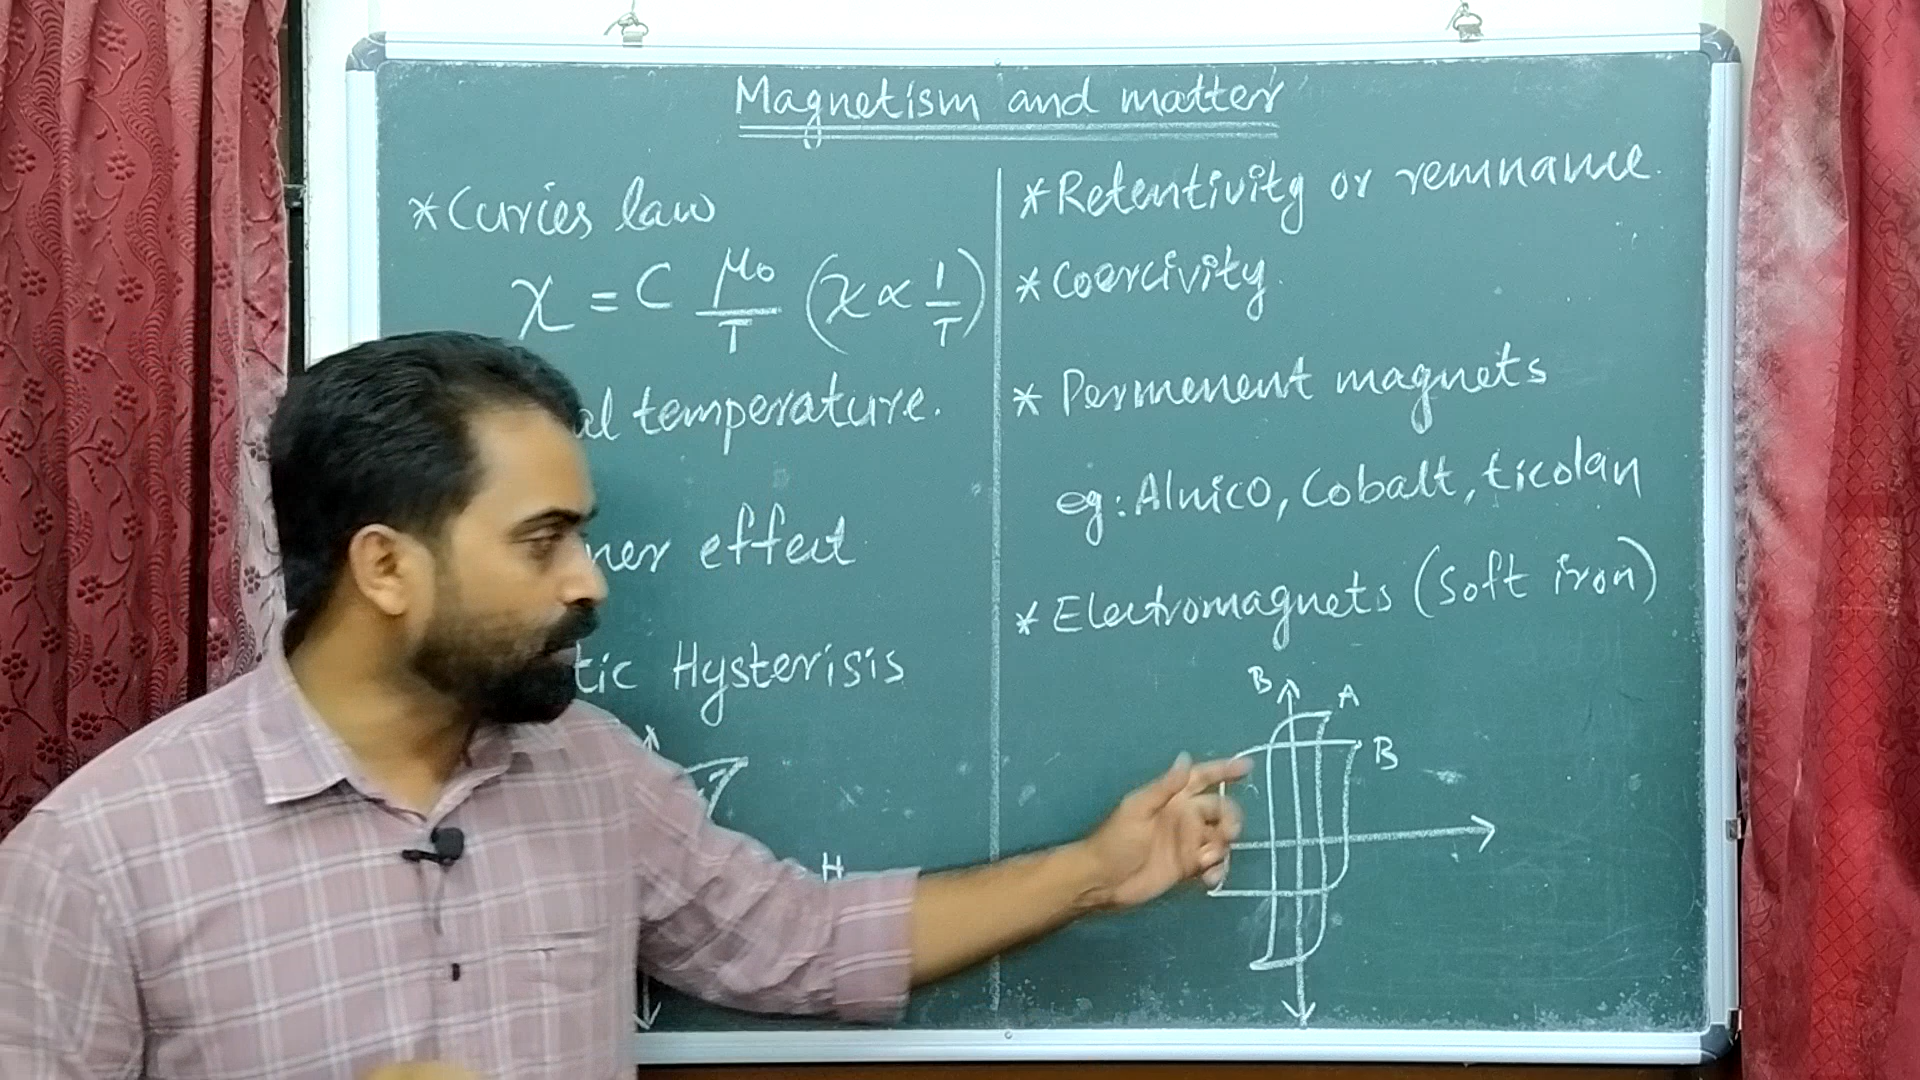 Magnetism and matter
*Curies law
χ = C μ₀/T (χ ∝ 1/T)
al temperature.
ner effect
tic Hysterisis
H
*Retentivity or remnance.
*Coercivity.
* Permenent magnets
eg: Alnico, Cobalt, ticolan
* Electromagnets (Soft iron)
B A
B